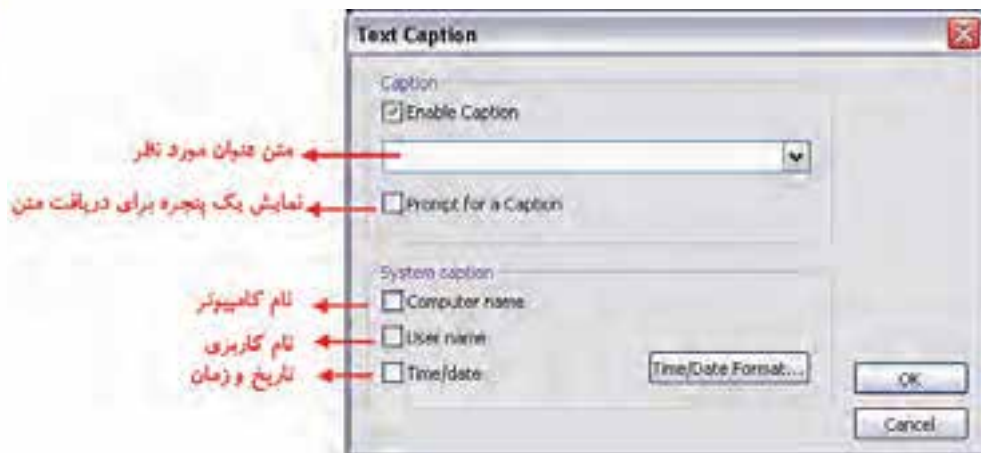 Text Caption
Caption
Enable Caption
متن عنوان مورد نظر
نمایش یک پنجره برای دریافت متن
Prompt for a Caption
System caption
نام کامپیوتر
Computer name
نام کاربری
User name
تاریخ و زمان
Time/date
Time/Date Format...
OK
Cancel